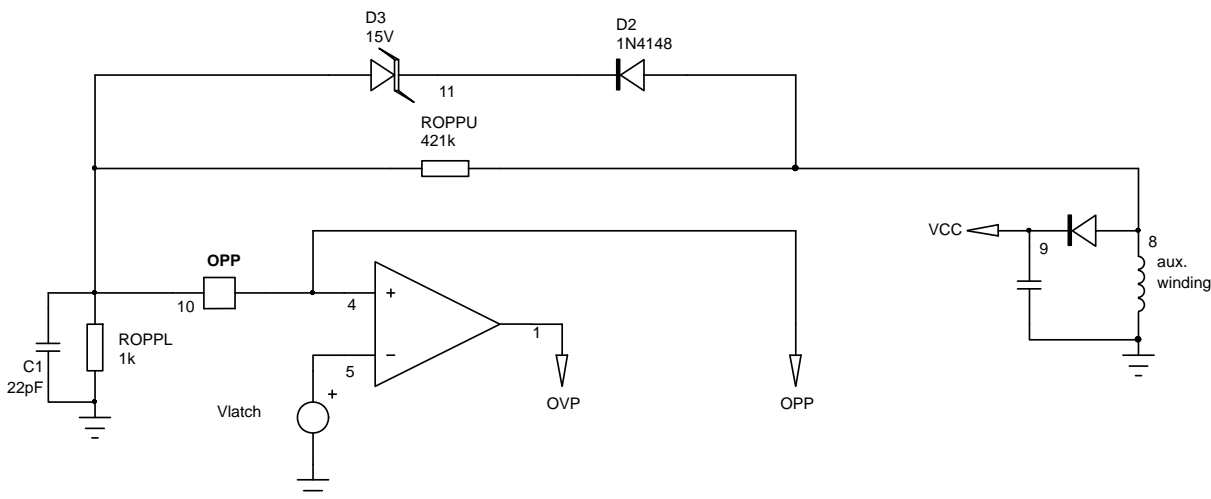 D3
15V
D2
1N4148
11
ROPPU
421k
VCC
9
8
aux.
winding
OPP
10
4
+
ROPPL
1k
C1
22pF
1
5
−
+
Vlatch
OVP
OPP